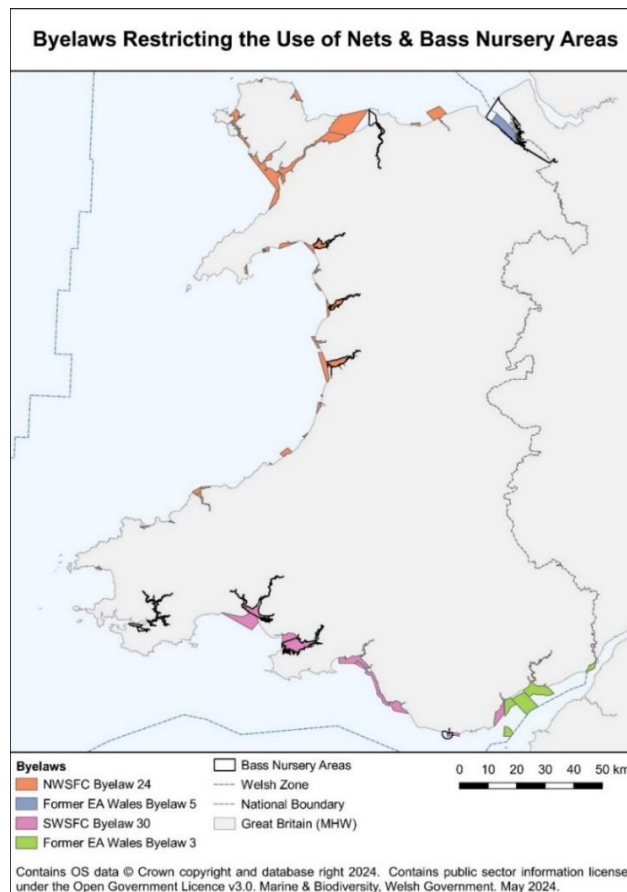 Byelaws Restricting the Use of Nets & Bass Nursery Areas
Byelaws
NWSFC Byelaw 24
Former EA Wales Byelaw 5
SWSFC Byelaw 30
Former EA Wales Byelaw 3
Bass Nursery Areas
Welsh Zone
National Boundary
Great Britain (MHW)
0 10 20 30 40 50 km
Contains OS data © Crown copyright and database right 2024. Contains public sector information license
under the Open Government Licence v3.0. Marine & Biodiversity, Welsh Government. May 2024.